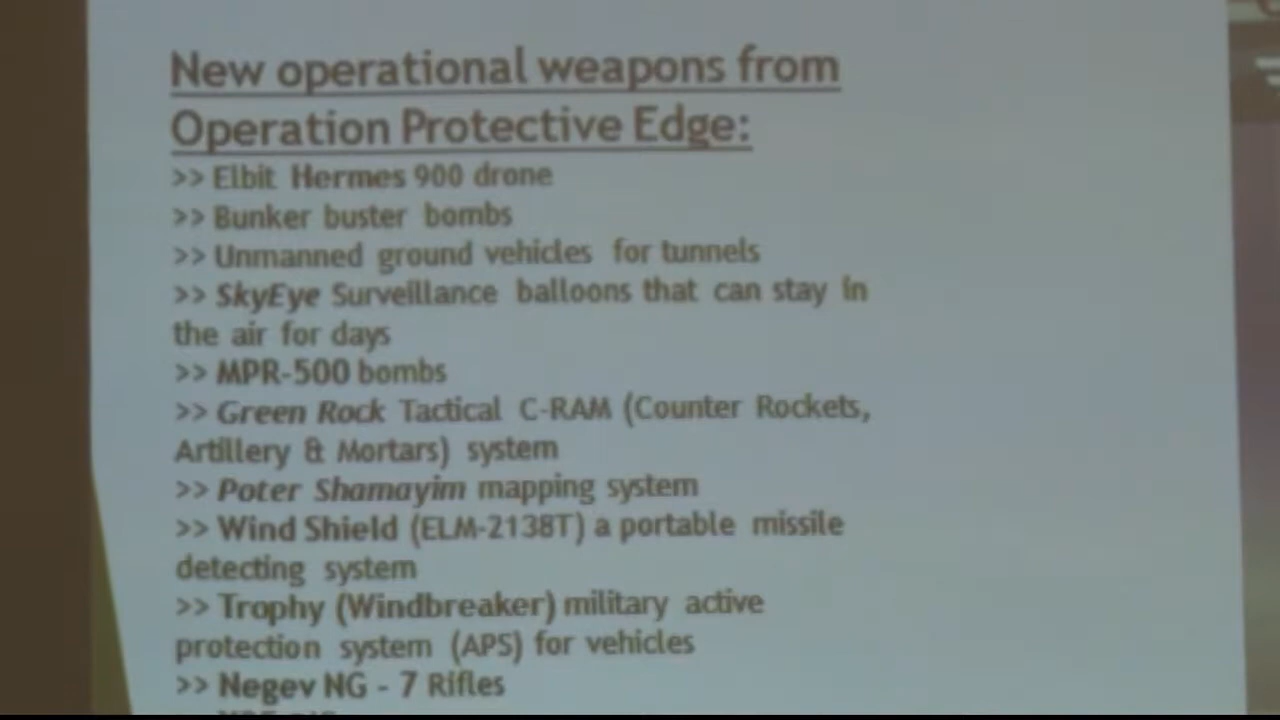 New operational weapons from
Operation Protective Edge:
>> Elbit Hermes 900 drone
>> Bunker buster bombs
>> Unmanned ground vehicles for tunnels
>> SkyEye Surveillance balloons that can stay in
the air for days
>> MPR-500 bombs
>> Green Rock Tactical C-RAM (Counter Rockets,
Artillery & Mortars) system
>> Poter Shamayim mapping system
>> Wind Shield (ELM-2138T) a portable missile
detecting system
>> Trophy (Windbreaker) military active
protection system (APS) for vehicles
>> Negev NG - 7 Rifles